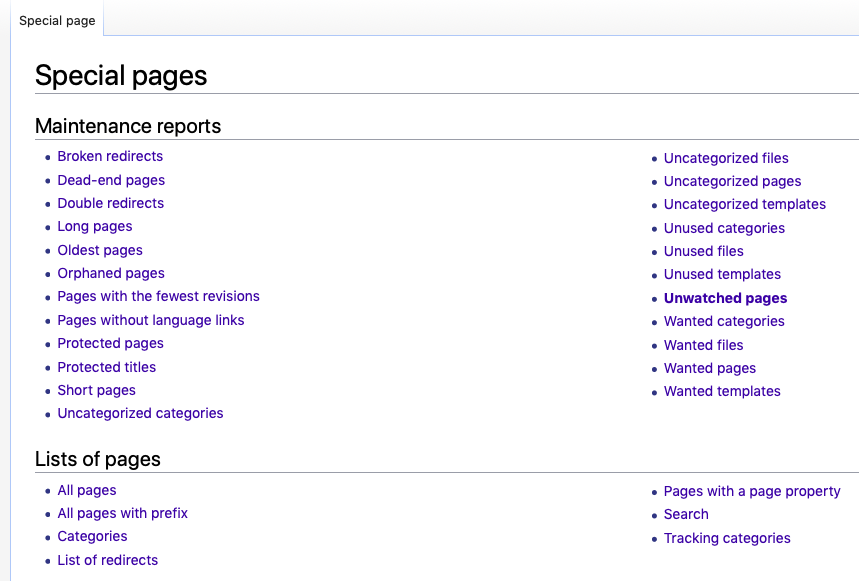 Special page
Special pages
Maintenance reports
Broken redirects
Dead-end pages
Double redirects
Long pages
Oldest pages
Orphaned pages
Pages with the fewest revisions
Pages without language links
Protected pages
Protected titles
Short pages
Uncategorized categories
Uncategorized files
Uncategorized pages
Uncategorized templates
Unused categories
Unused files
Unused templates
Unwatched pages
Wanted categories
Wanted files
Wanted pages
Wanted templates
Lists of pages
All pages
All pages with prefix
Categories
List of redirects
Pages with a page property
Search
Tracking categories